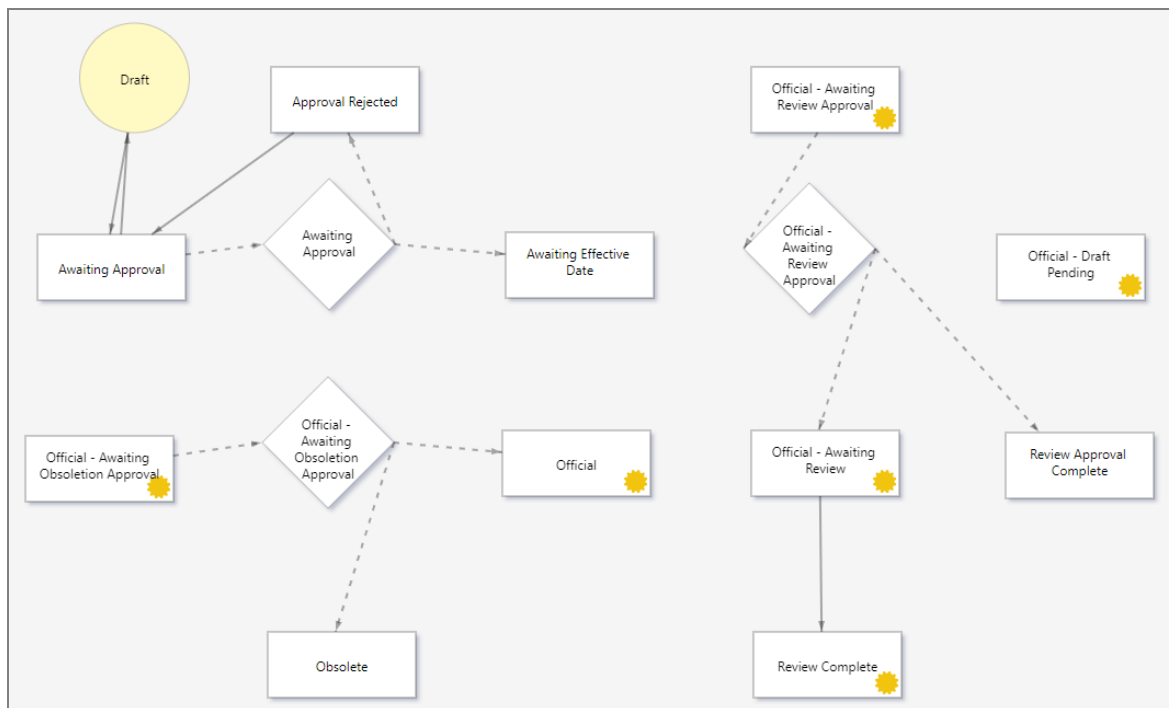 Draft
Approval Rejected
Official - Awaiting
Review Approval
Awaiting Approval
Awaiting
Approval
Awaiting Effective
Date
Official -
Awaiting
Review
Approval
Official - Draft
Pending
Official - Awaiting
Obsoletion Approval
Official -
Awaiting
Obsoletion
Approval
Official
Official - Awaiting
Review
Review Approval
Complete
Obsolete
Review Complete